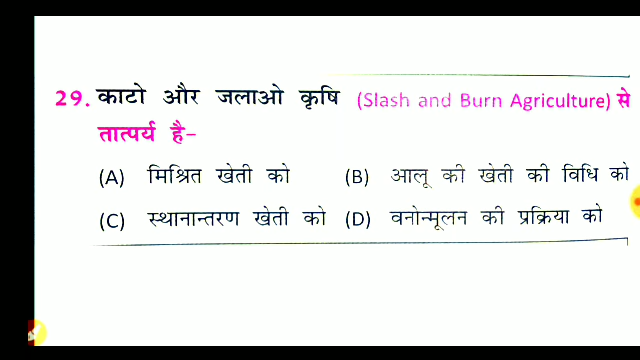 29. काटो और जलाओ कृषि (Slash and Burn Agriculture) से
तात्पर्य है-
(A) मिश्रित खेती को (B) आलू की खेती की विधि को
(C) स्थानान्तरण खेती को (D) वनोन्मूलन की प्रक्रिया को